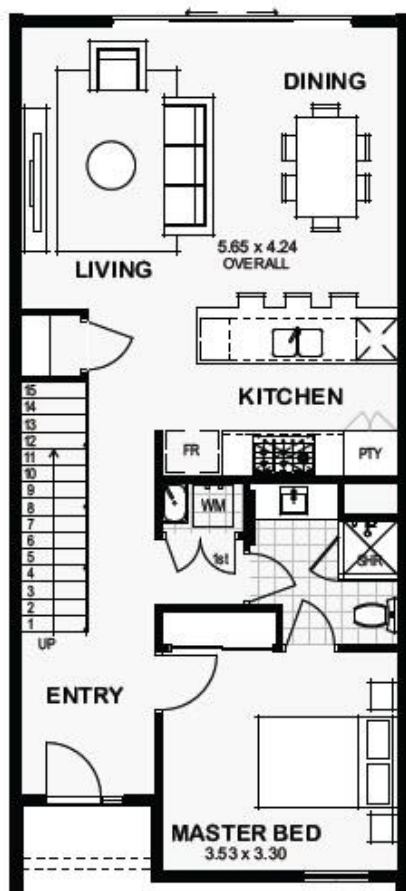 DINING
5.65 x 4.24
OVERALL
LIVING
KITCHEN
15
14
13
12
11
10
9
8
7
6
5
4
3
2
1
UP
FR
PTY
WM
1st
SHR
ENTRY
MASTER BED
3.53 x 3.30